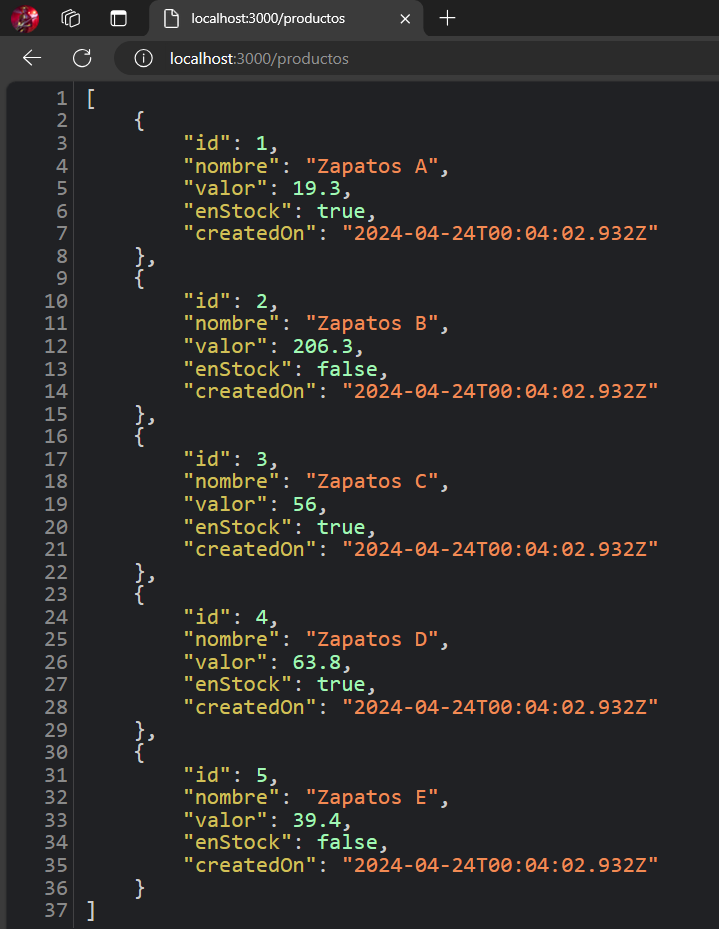 localhost:3000/productos
localhost:3000/productos
1 [
2     {
3         "id": 1,
4         "nombre": "Zapatos A",
5         "valor": 19.3,
6         "enStock": true,
7         "createdOn": "2024-04-24T00:04:02.932Z"
8     },
9     {
10         "id": 2,
11         "nombre": "Zapatos B",
12         "valor": 206.3,
13         "enStock": false,
14         "createdOn": "2024-04-24T00:04:02.932Z"
15     },
16     {
17         "id": 3,
18         "nombre": "Zapatos C",
19         "valor": 56,
20         "enStock": true,
21         "createdOn": "2024-04-24T00:04:02.932Z"
22     },
23     {
24         "id": 4,
25         "nombre": "Zapatos D",
26         "valor": 63.8,
27         "enStock": true,
28         "createdOn": "2024-04-24T00:04:02.932Z"
29     },
30     {
31         "id": 5,
32         "nombre": "Zapatos E",
33         "valor": 39.4,
34         "enStock": false,
35         "createdOn": "2024-04-24T00:04:02.932Z"
36     }
37 ]